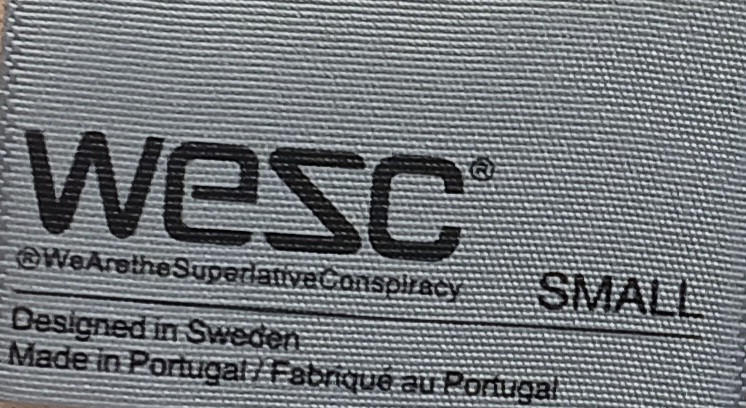 wesc®
®WeAretheSuperlativeConspiracy
SMALL
Designed in Sweden
Made in Portugal / Fabriqué au Portugal